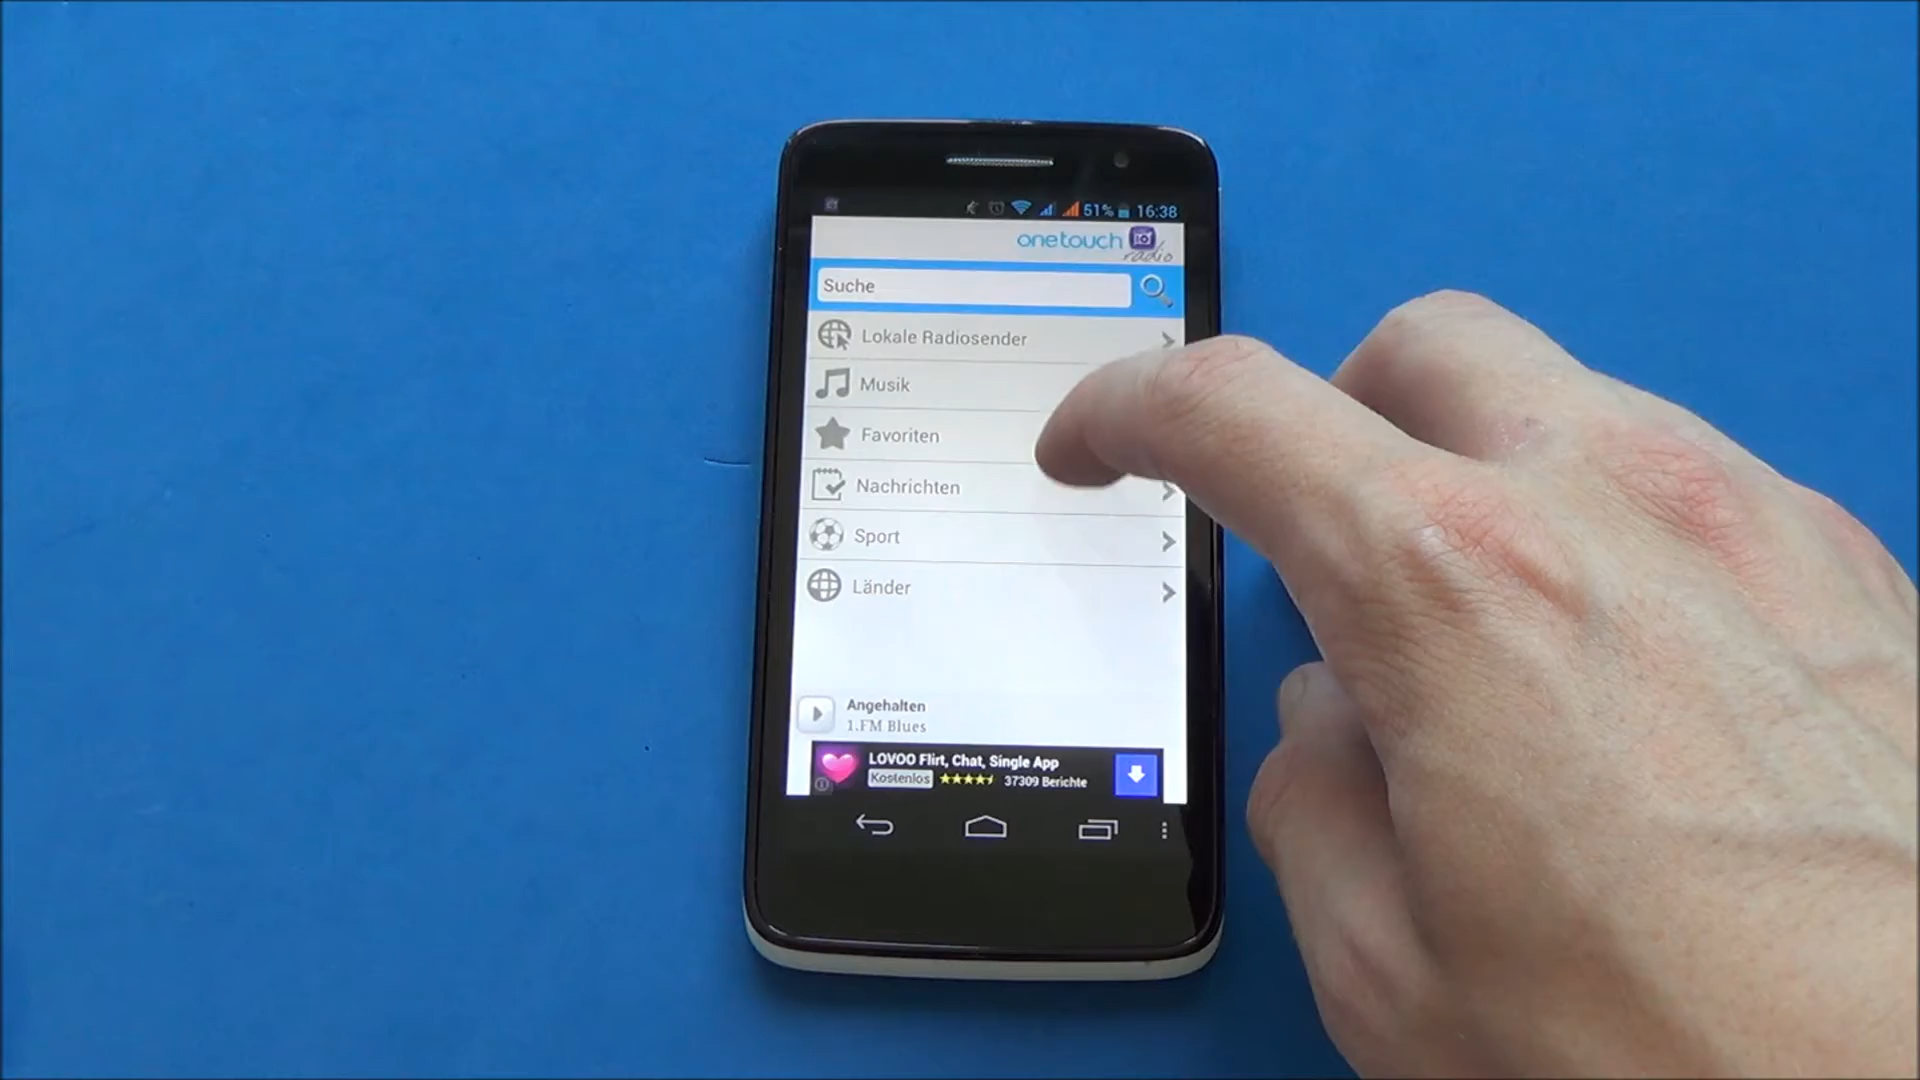 51% 16:38
onetouch
radio
Suche
Lokale Radiosender
Musik
Favoriten
Nachrichten
Sport
Länder
Angehalten
1.FM Blues
LOVOO Flirt, Chat, Single App
Kostenlos 37309 Berichte